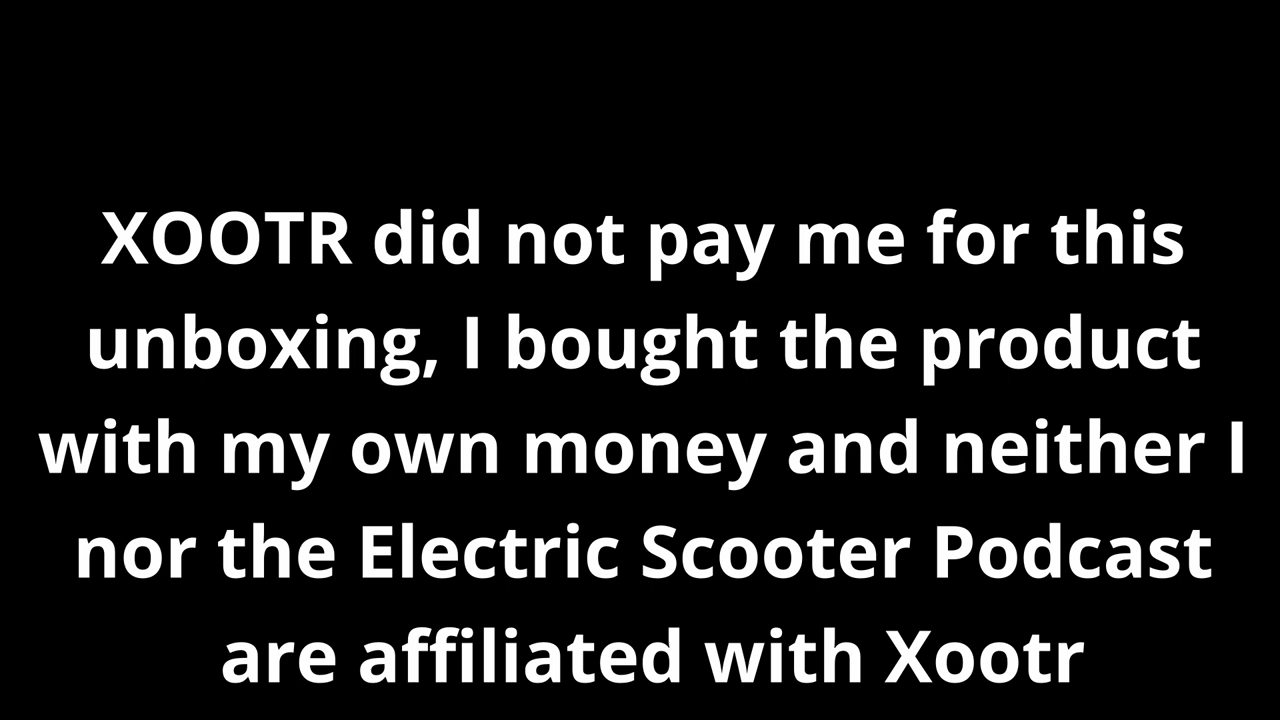 XOOTR did not pay me for this
unboxing, I bought the product
with my own money and neither I
nor the Electric Scooter Podcast
are affiliated with Xootr